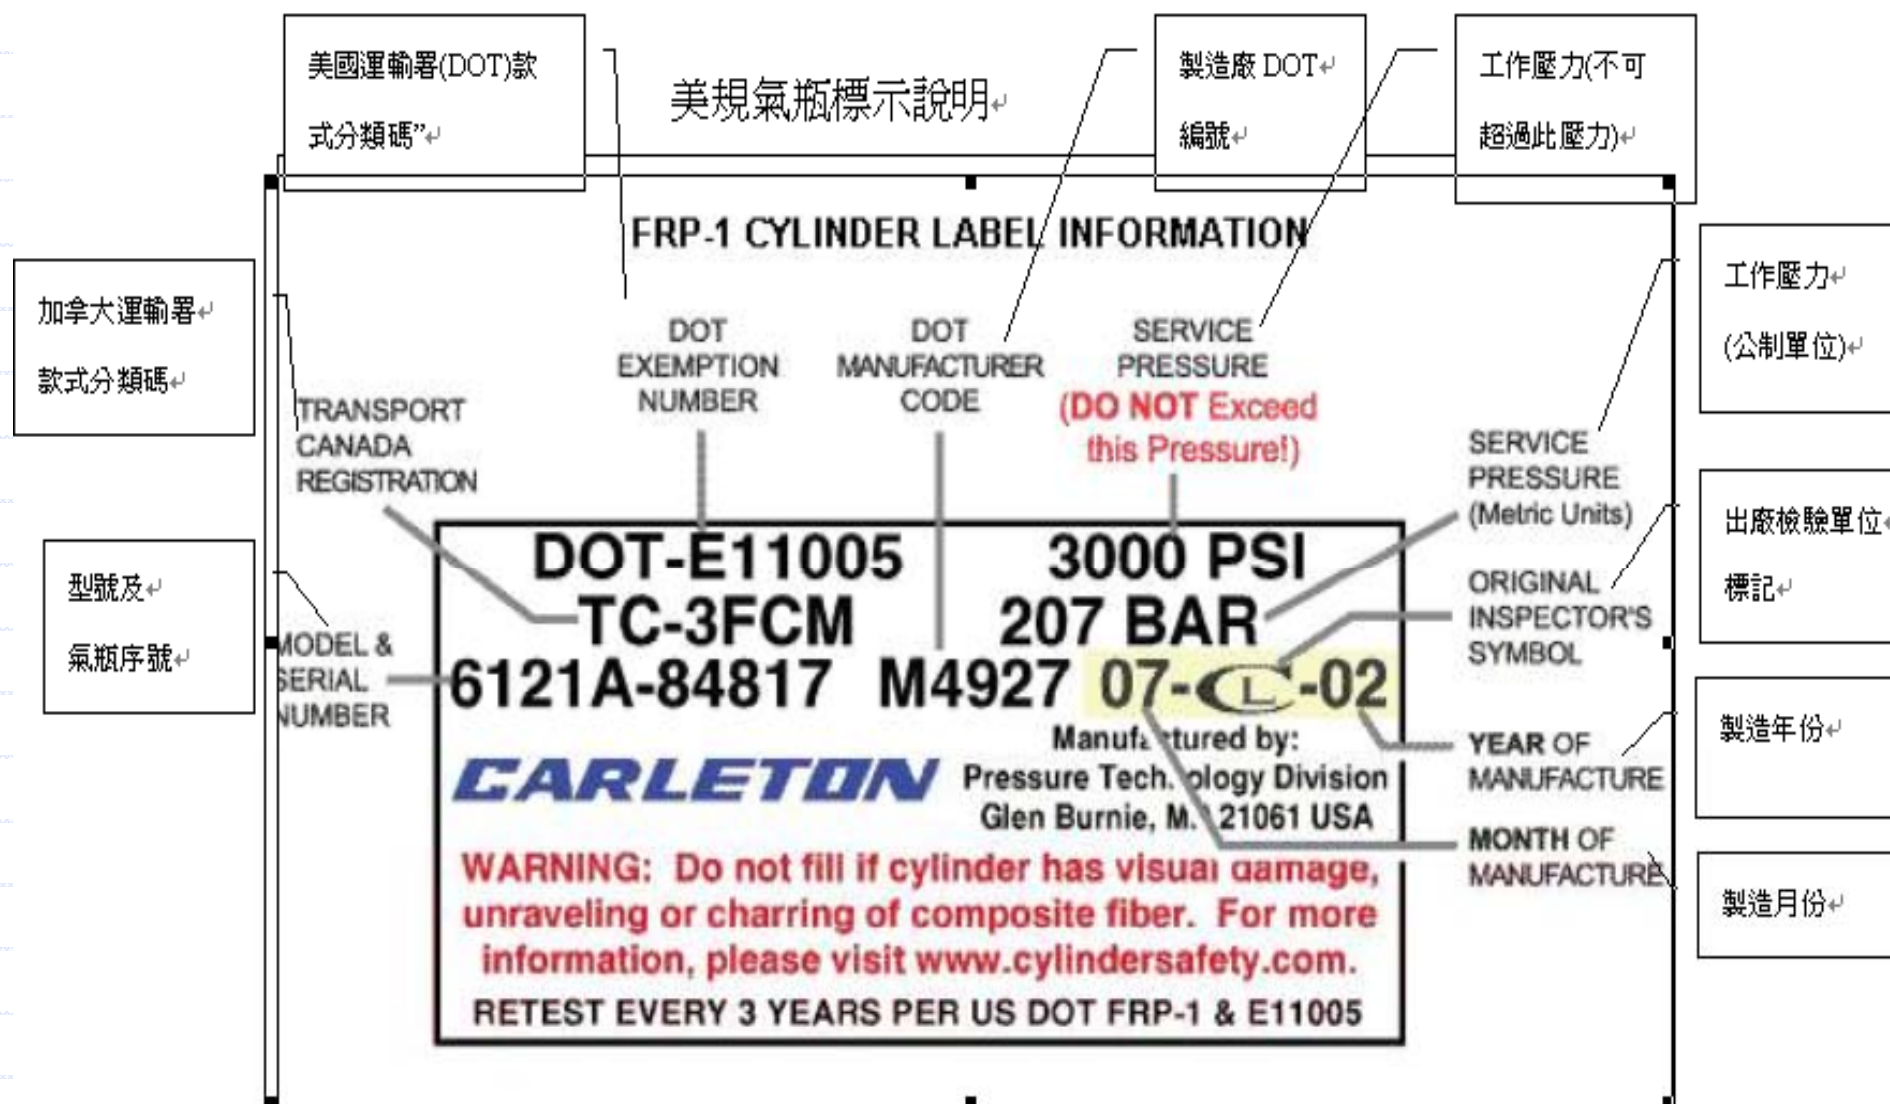 美國運輸署(DOT)款
式分類碼”
美規氣瓶標示說明
製造廠 DOT
編號
工作壓力(不可
超過此壓力)
FRP-1 CYLINDER LABEL INFORMATION
加拿大運輸署
款式分類碼
工作壓力
(公制單位)
DOT
EXEMPTION
NUMBER
DOT
MANUFACTURER
CODE
SERVICE
PRESSURE
(DO NOT Exceed
this Pressure!)
TRANSPORT
CANADA
REGISTRATION
SERVICE
PRESSURE
(Metric Units)
出廠檢驗單位
標記
型號及
氣瓶序號
ORIGINAL
INSPECTOR'S
SYMBOL
MODEL &
SERIAL
NUMBER
DOT-E11005 3000 PSI
TC-3FCM 207 BAR
6121A-84817 M4927 07-CL-02
製造年份
YEAR OF
MANUFACTURE
CARLETON
Manufactured by:
Pressure Technology Division
Glen Burnie, M 21061 USA
MONTH OF
MANUFACTURE
製造月份
WARNING: Do not fill if cylinder has visual damage,
unraveling or charring of composite fiber. For more
information, please visit www.cylindersafety.com.
RETEST EVERY 3 YEARS PER US DOT FRP-1 & E11005